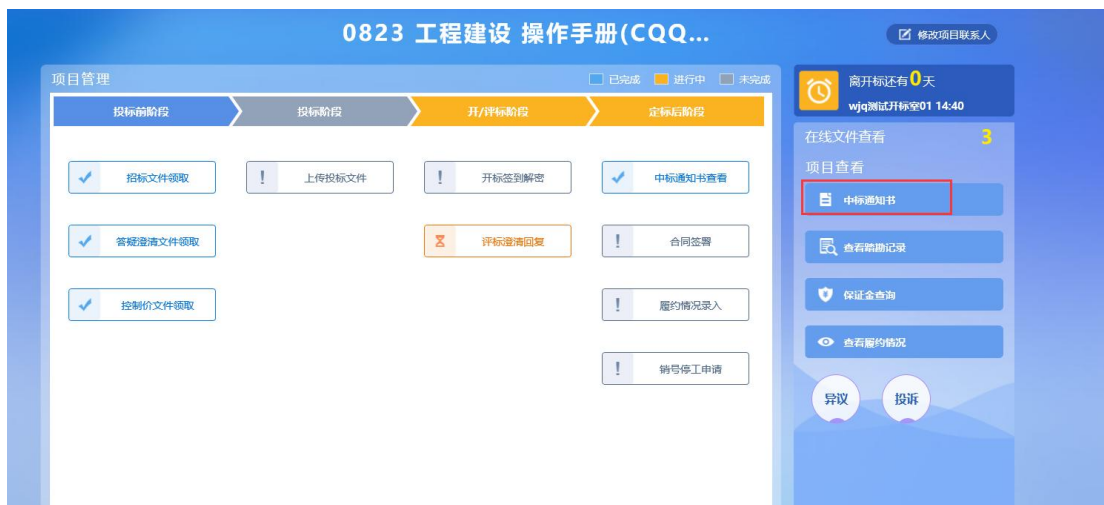 0823 工程建设 操作手册(CQQ...
修改项目联系人
项目管理
已完成 进行中 未完成
投标前阶段 投标阶段 开/评标阶段 定标后阶段
招标文件领取 上传投标文件 开标签到解密 中标通知书查看
答疑澄清文件领取 评标澄清回复 合同签署
控制价文件领取 履约情况录入
销号停工申请
离开标还有0天
wjq测试开标室01 14:40
在线文件查看 3
项目查看
中标通知书
查看踏勘记录
保证金查询
查看履约情况
异议 投诉